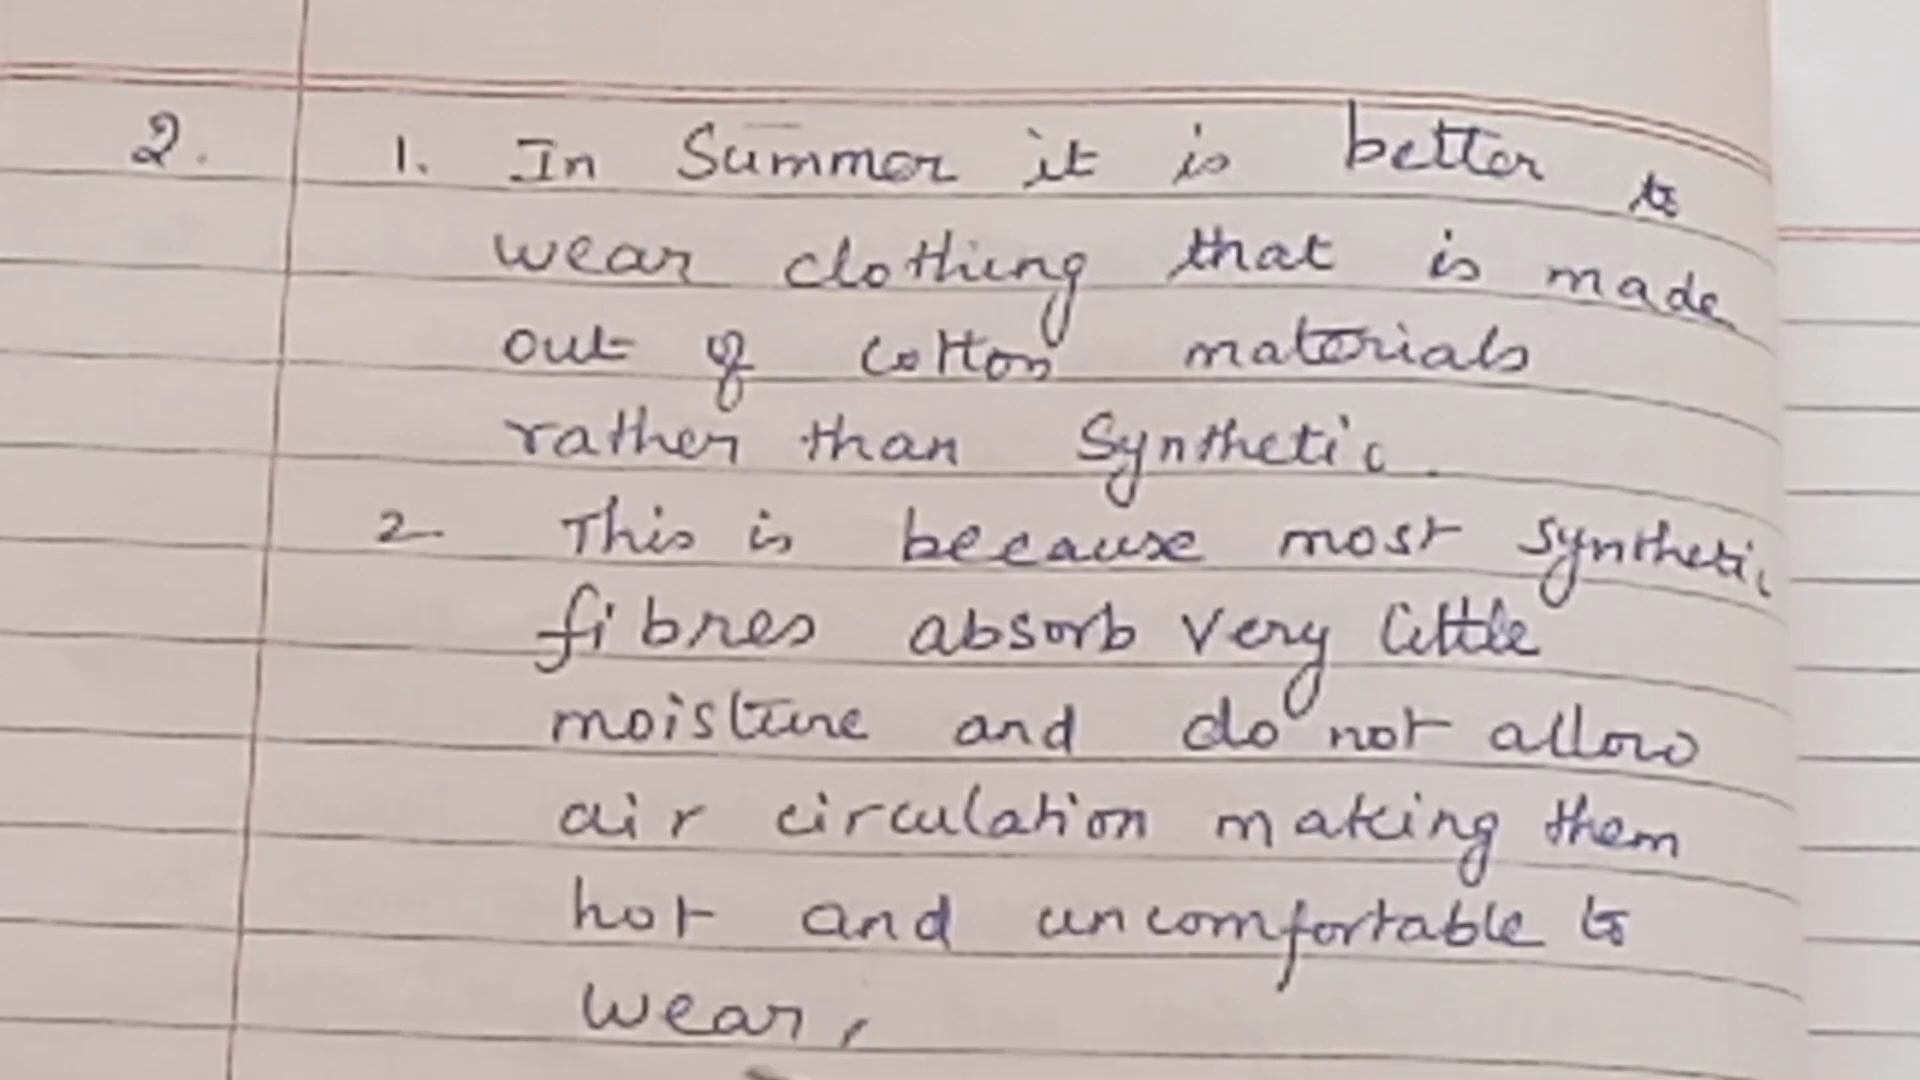 2. 1. In Summer it is better to
wear clothing that is made
out of cotton materials
rather than Synthetic.
2 This is because most synthetic
fibres absorb very little
moisture and do not allow
air circulation making them
hot and uncomfortable to
wear,